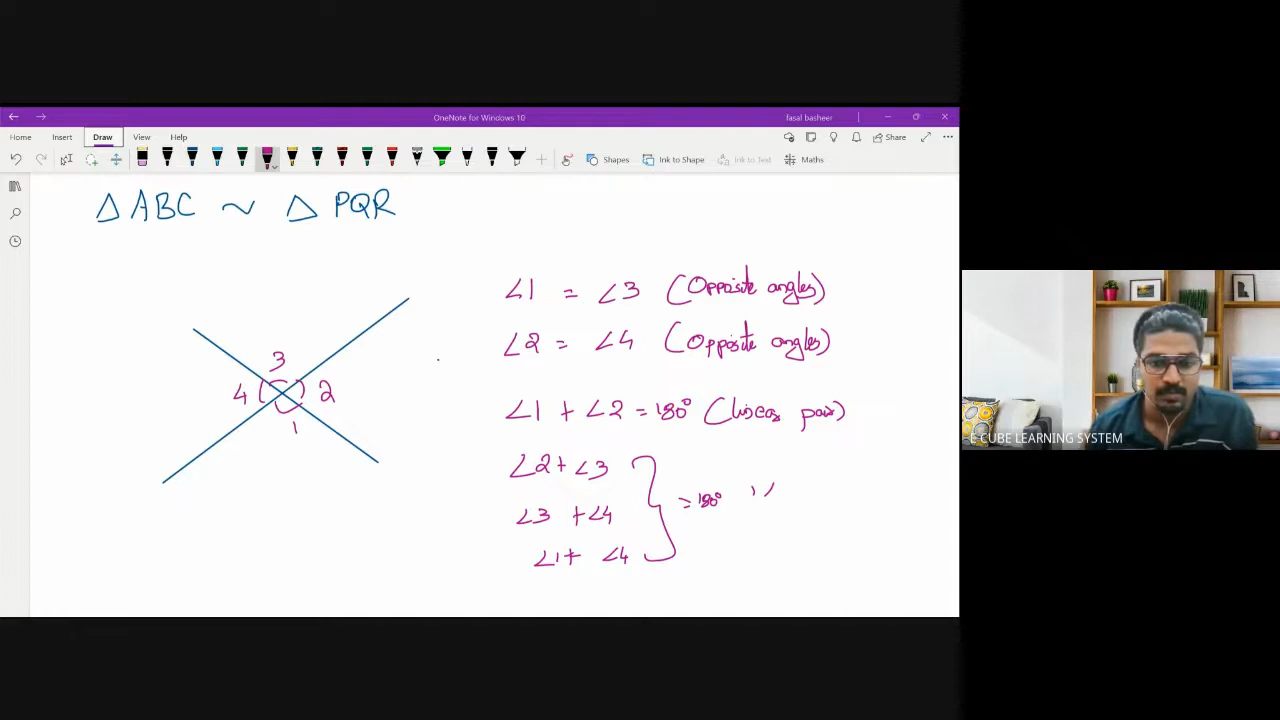 OneNote for Windows 10
fasal basheer
Home Insert Draw View Help
Share
Shapes Ink to Shape Ink to Text Maths
△ ABC ~ △ PQR
∠1 = ∠3 (Opposite angles)
∠2 = ∠4 (Opposite angles)
∠1 + ∠2 = 180° (linear pair)
∠2 + ∠3
∠3 + ∠4
∠1 + ∠4
= 180° 〃
3
4
2
1
E CUBE LEARNING SYSTEM